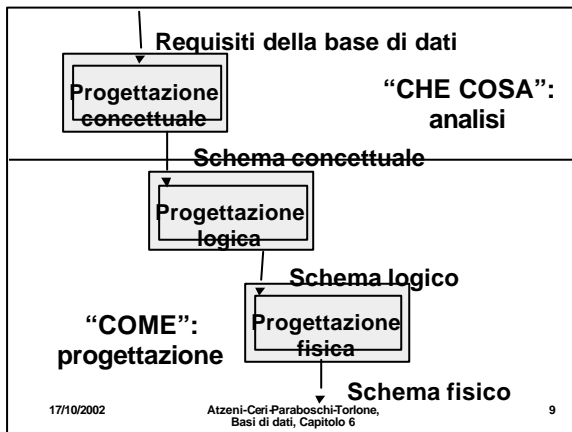 Requisiti della base di dati
Progettazione
concettuale
“CHE COSA”:
analisi
Schema concettuale
Progettazione
logica
Schema logico
“COME”:
progettazione
Progettazione
fisica
Schema fisico
17/10/2002
Atzeni-Ceri-Paraboschi-Torlone,
Basi di dati, Capitolo 6
9